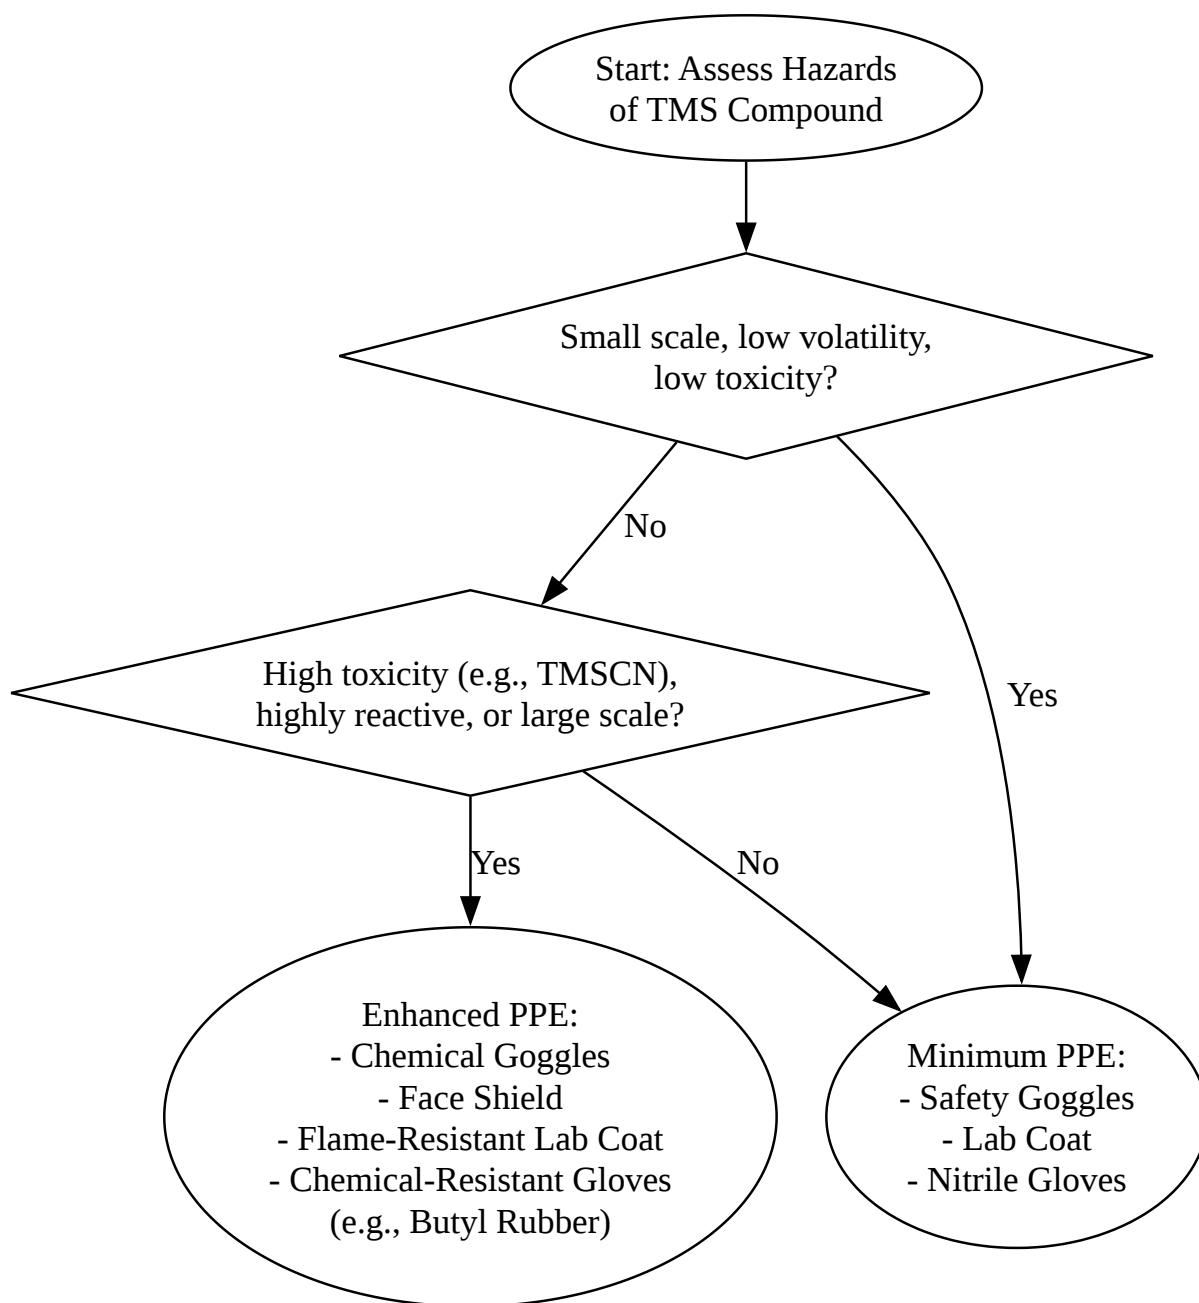 Start: Assess Hazards
of TMS Compound
Small scale, low volatility,
low toxicity?
No
Yes
High toxicity (e.g., TMSCN),
highly reactive, or large scale?
Yes
No
Enhanced PPE:
- Chemical Goggles
- Face Shield
- Flame-Resistant Lab Coat
- Chemical-Resistant Gloves
(e.g., Butyl Rubber)
Minimum PPE:
- Safety Goggles
- Lab Coat
- Nitrile Gloves